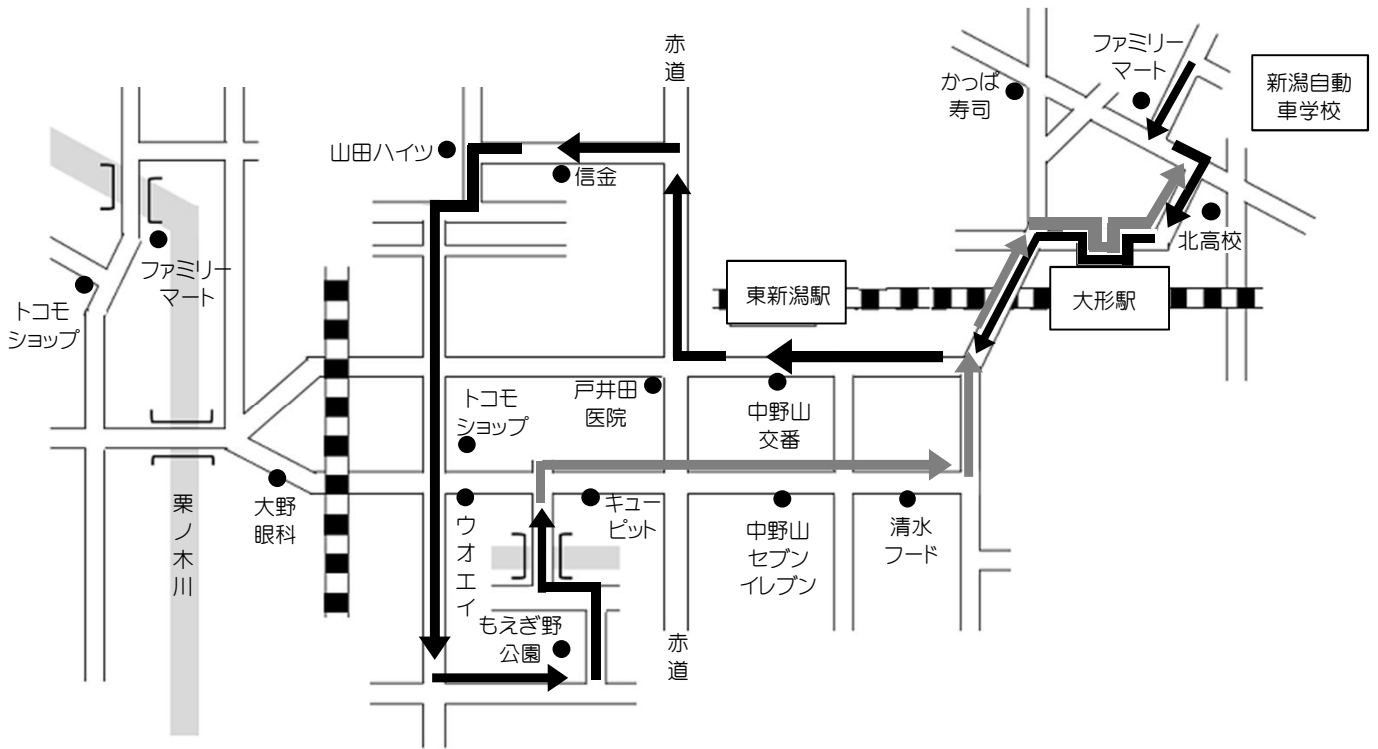 赤
道
ファミリー
マート
かっぱ
寿司
新潟自動
車学校
山田ハイツ
信金
北高校
ファミリー
マート
トコモ
ショップ
東新潟駅
大形駅
トコモ
ショップ
戸井田
医院
中野山
交番
栗
ノ
木
川
大野
眼科
ウ
オ
エ
イ
キュー
ピット
中野山
セブン
イレブン
清水
フード
もえぎ野
公園
赤
道